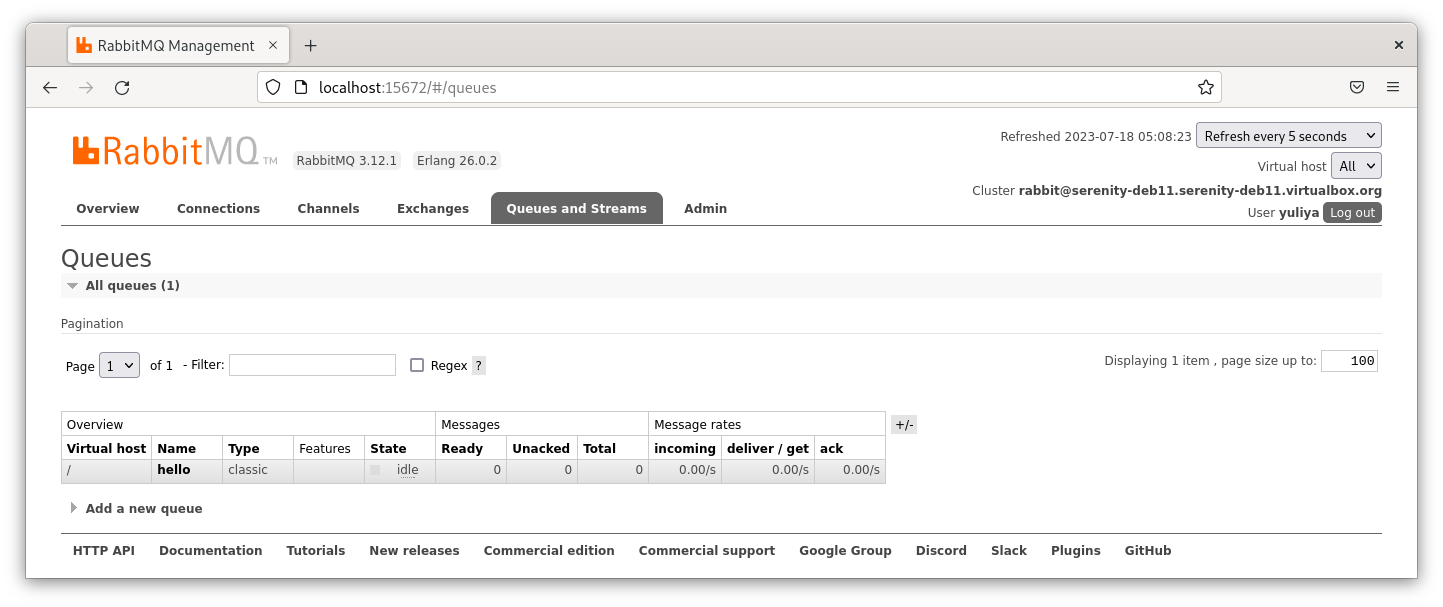 RabbitMQ Management × +
×
localhost:15672/#/queues
RabbitMQ TM RabbitMQ 3.12.1 Erlang 26.0.2
Refreshed 2023-07-18 05:08:23 Refresh every 5 seconds
Virtual host All
Cluster rabbit@serenity-deb11.serenity-deb11.virtualbox.org
User yuliya Log out
Overview Connections Channels Exchanges Queues and Streams Admin
Queues
All queues (1)
Pagination
Page 1 of 1 - Filter: Regex ? Displaying 1 item , page size up to: 100
Overview Messages Message rates +/-
Virtual host Name Type Features State Ready Unacked Total incoming deliver / get ack
/ hello classic idle 0 0 0 0.00/s 0.00/s 0.00/s
Add a new queue
HTTP API Documentation Tutorials New releases Commercial edition Commercial support Google Group Discord Slack Plugins GitHub